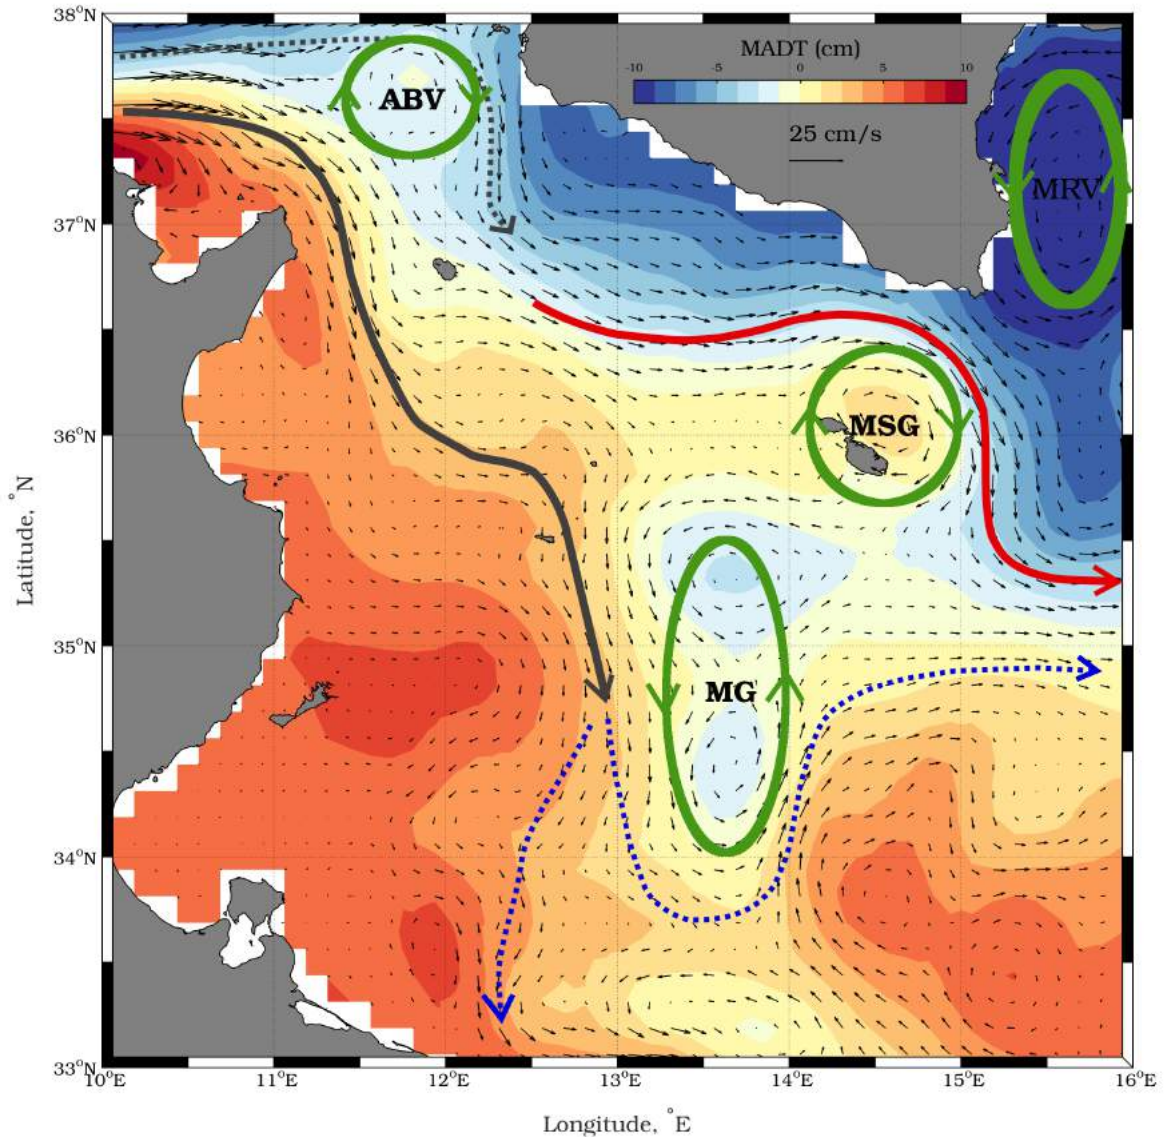 38°N
MADT (cm)
-10 -5 0 5 10
ABV
25 cm/s
MRV
37°N
MSG
36°N
Latitude, °N
35°N
MG
34°N
33°N
10°E 11°E 12°E 13°E 14°E 15°E 16°E
Longitude, °E